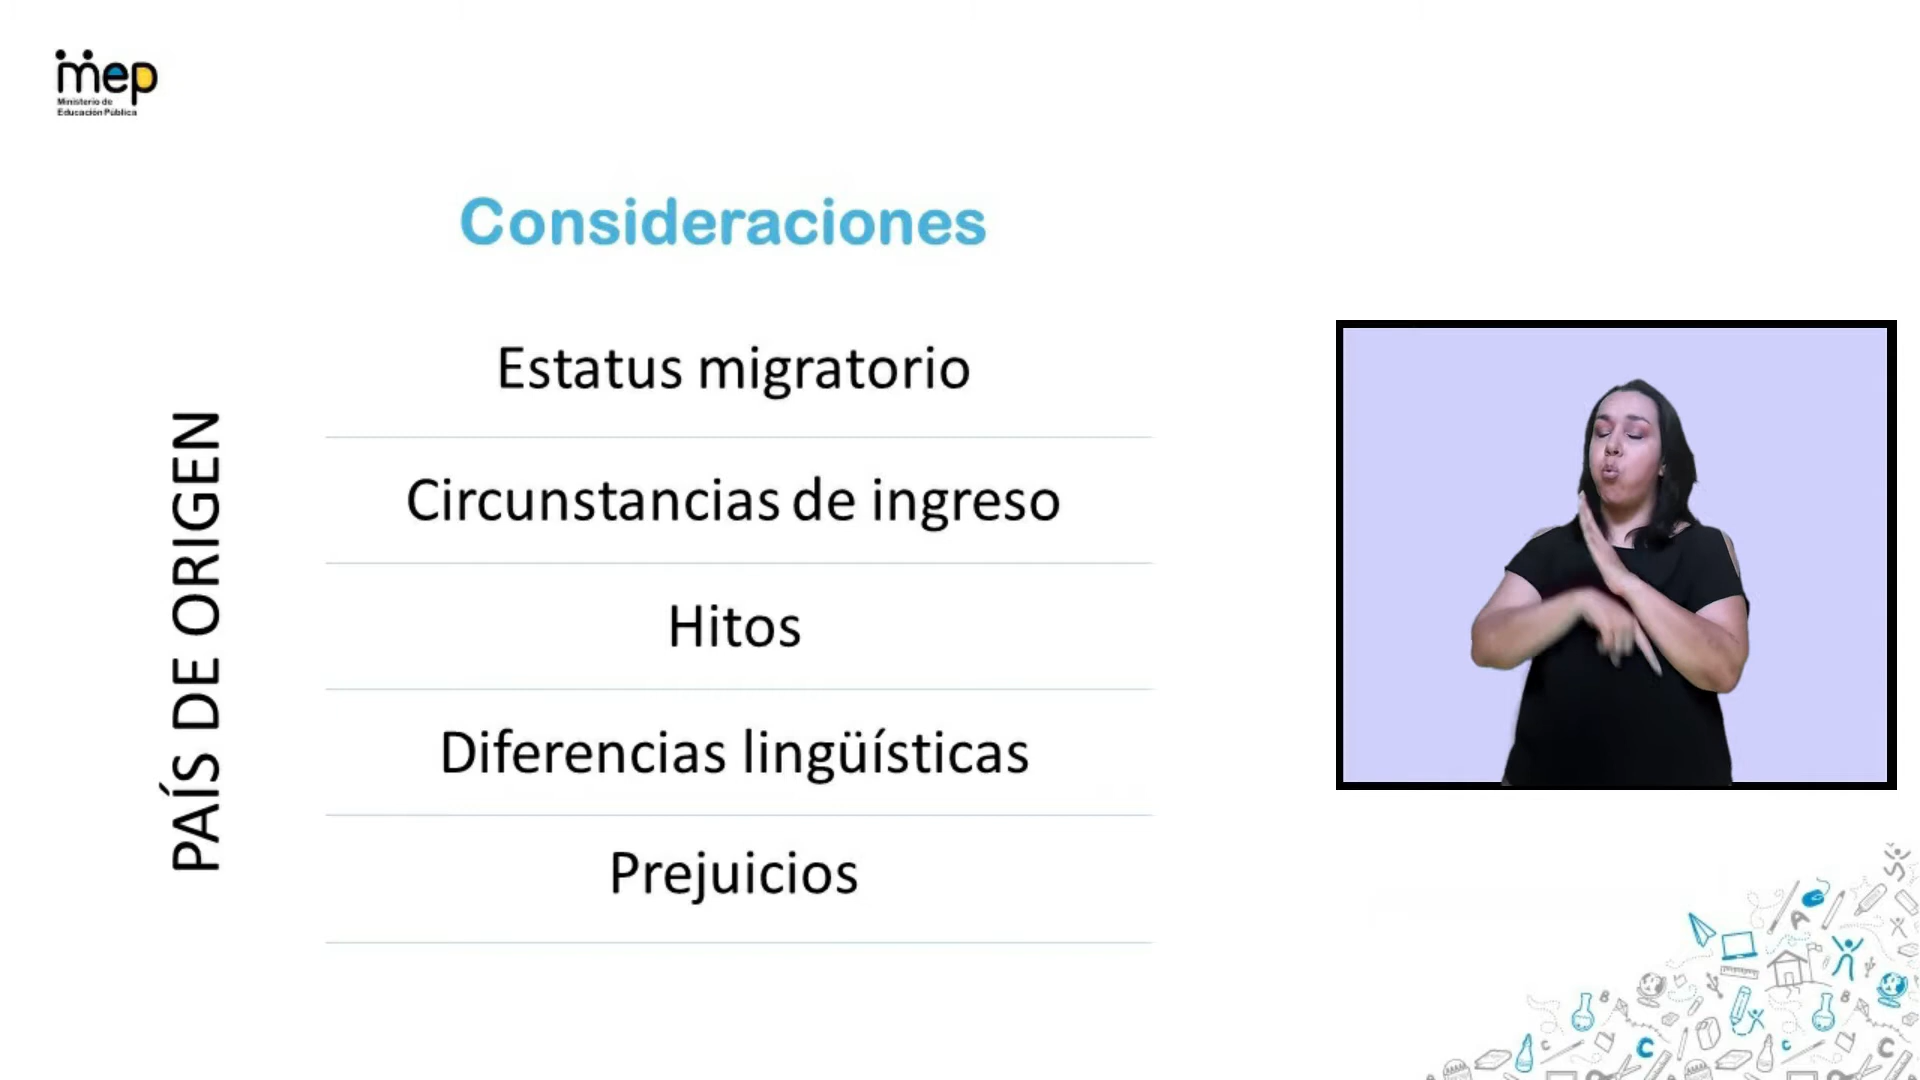 mep
Ministerio de
Educación Pública
Consideraciones
PAÍS DE ORIGEN
Estatus migratorio
Circunstancias de ingreso
Hitos
Diferencias lingüísticas
Prejuicios